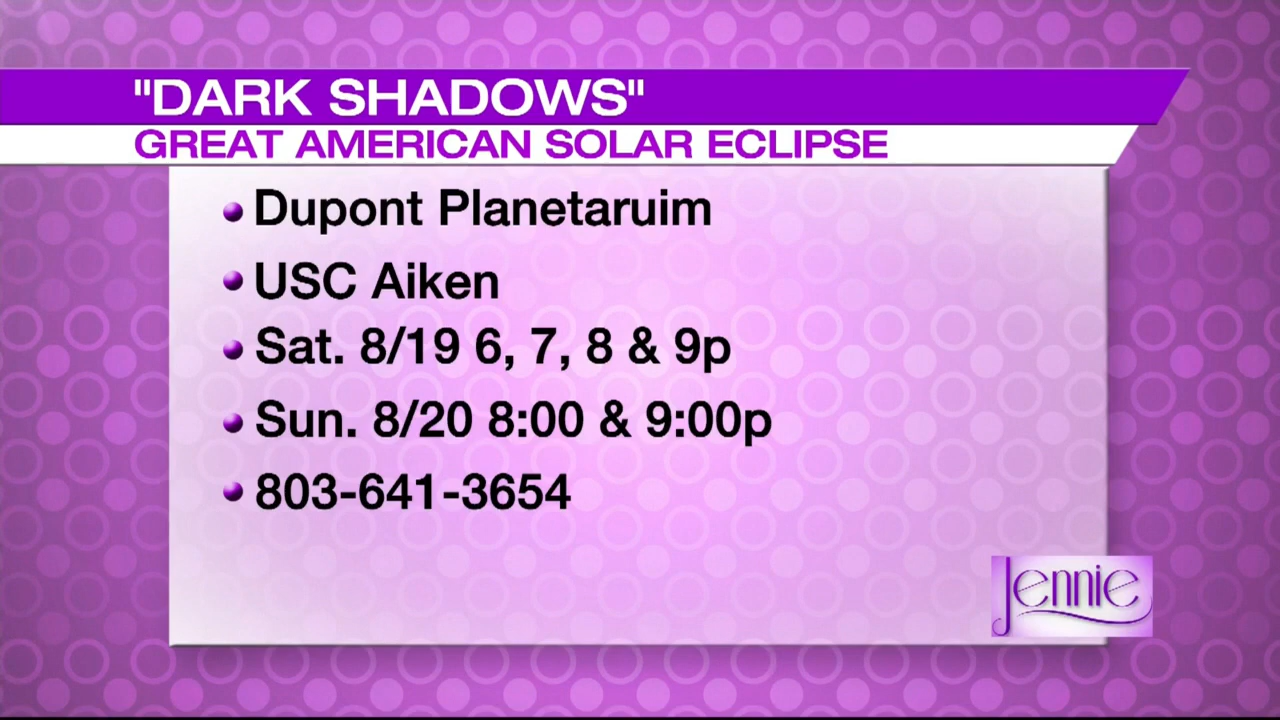 "DARK SHADOWS"
GREAT AMERICAN SOLAR ECLIPSE
Dupont Planetaruim
USC Aiken
Sat. 8/19 6, 7, 8 & 9p
Sun. 8/20 8:00 & 9:00p
803-641-3654
Jennie